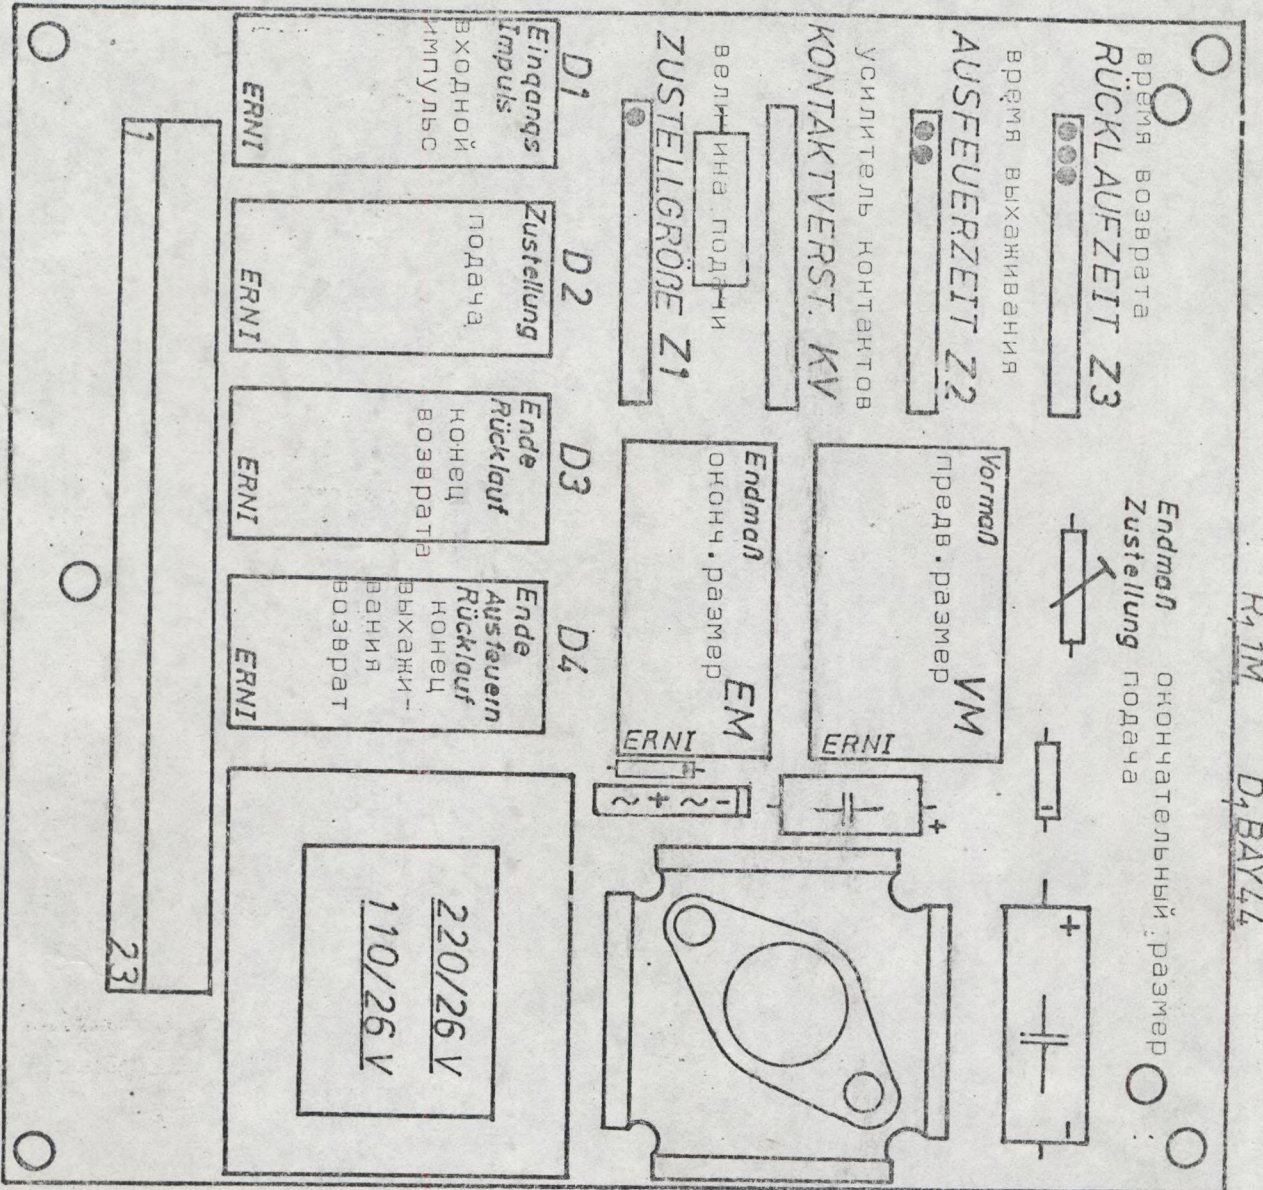 R₁ 1M D₁ BAY44
время возврата
RÜCKLAUFZEIT Z3
время выхаживания
AUSFEUERZEIT Z2
усилитель контактов
KONTAKTVERST. KV
величина подачи
ZUSTELLGRÖßE Z1
Endmaß окончательный размер
Zustellung подача
Vormaß
предв.размер
VM
ERNI
Endmaß
оконч.размер
EM
ERNI
~ + ~ -
+
+ -
D1
Eingangs
Impuls
входной
импульс
ERNI
D2
Zustellung
подача
ERNI
D3
Ende
Rücklauf
конец
возврата
ERNI
D4
Ende
Ausfeuern
Rücklauf
конец
выхажи-
вания
возврат
ERNI
220/26 V
110/26 V
1 23